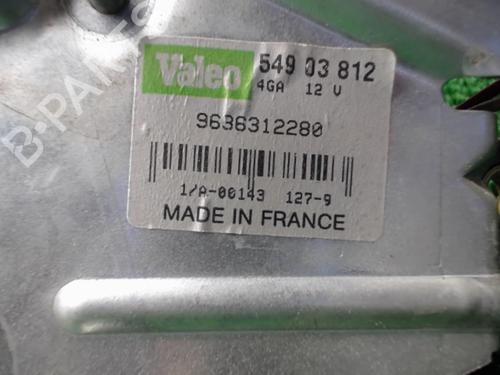 Valeo 549 03 812
4GA 12 V
9636312280
1/A-00143 127-9
MADE IN FRANCE
B-PARTS